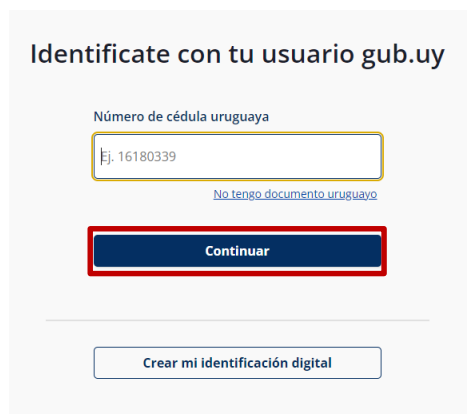 Identificate con tu usuario gub.uy
Número de cédula uruguaya
Ej. 16180339
No tengo documento uruguayo
Continuar
Crear mi identificación digital